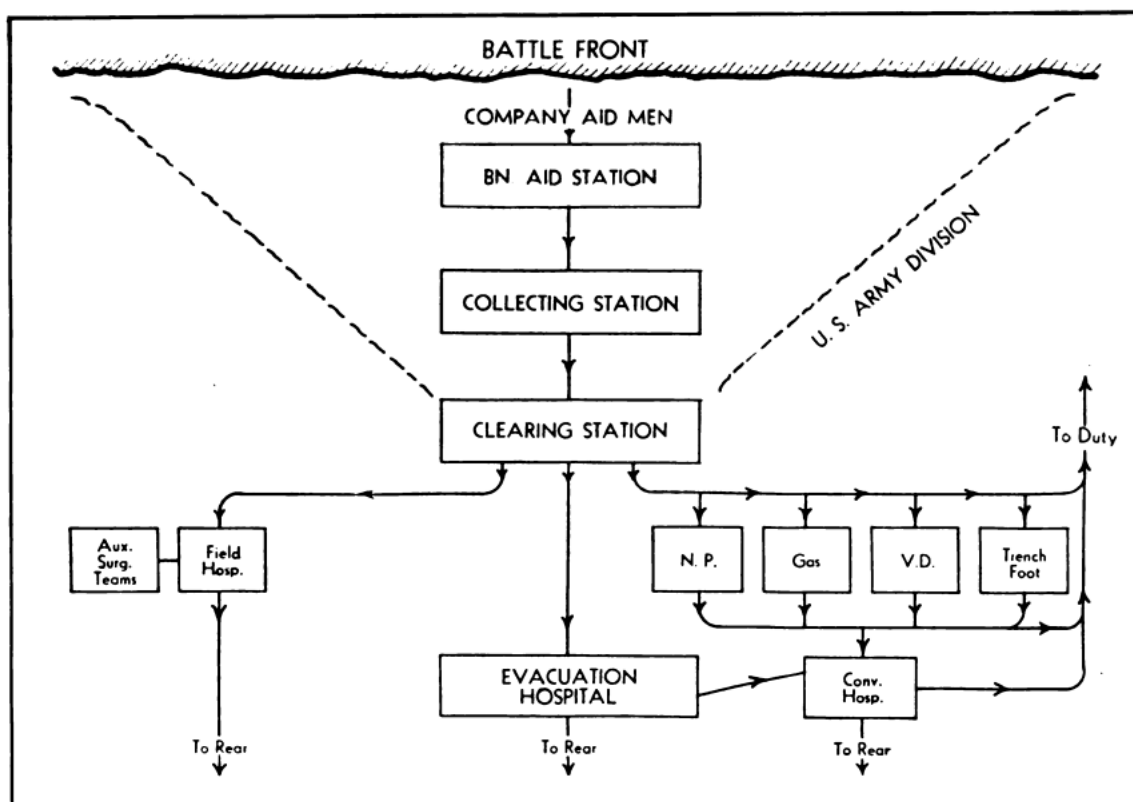 BATTLE FRONT
COMPANY AID MEN
BN. AID STATION
COLLECTING STATION
U. S. ARMY DIVISION
CLEARING STATION
To Duty
Aux.
Surg.
Teams
Field
Hosp.
N. P.
Gas
V.D.
Trench
Foot
EVACUATION
HOSPITAL
Conv.
Hosp.
To Rear
To Rear
To Rear